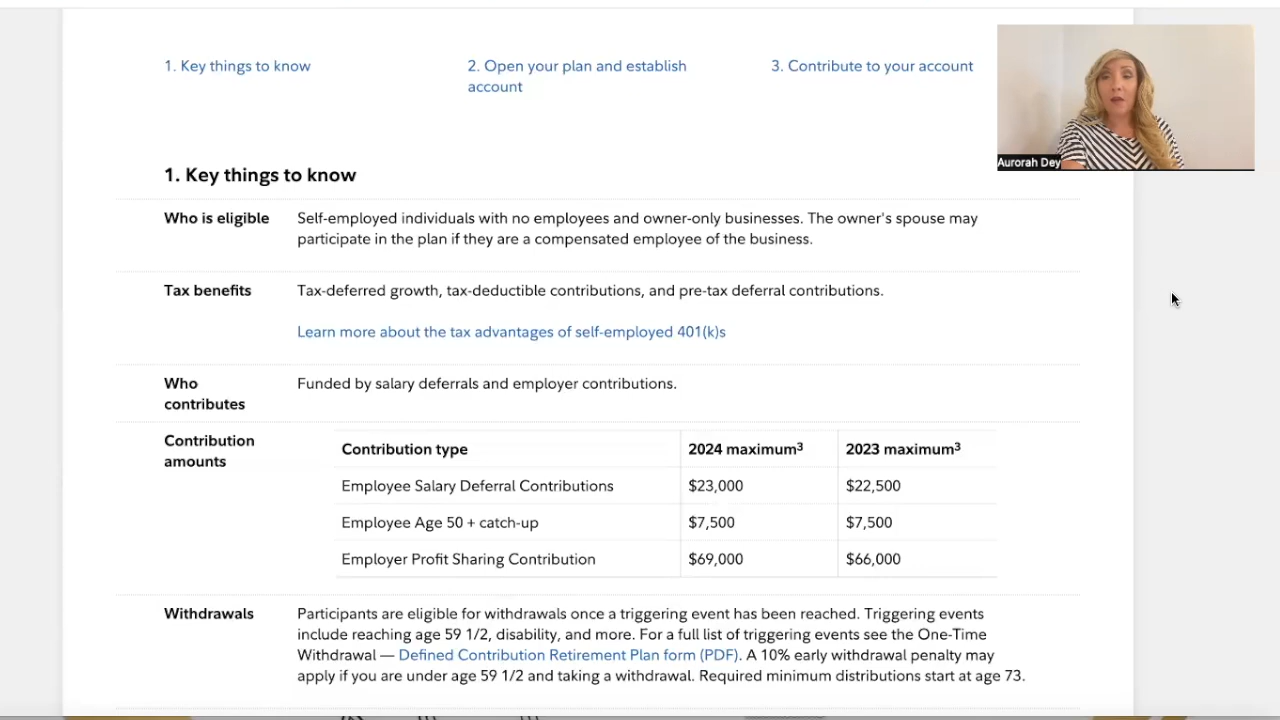 1. Key things to know
2. Open your plan and establish
account
3. Contribute to your account
Aurorah Dey
1. Key things to know
Who is eligible
Self-employed individuals with no employees and owner-only businesses. The owner's spouse may
participate in the plan if they are a compensated employee of the business.
Tax benefits
Tax-deferred growth, tax-deductible contributions, and pre-tax deferral contributions.
Learn more about the tax advantages of self-employed 401(k)s
Who
contributes
Funded by salary deferrals and employer contributions.
Contribution
amounts
Contribution type 2024 maximum³ 2023 maximum³
Employee Salary Deferral Contributions $23,000 $22,500
Employee Age 50 + catch-up $7,500 $7,500
Employer Profit Sharing Contribution $69,000 $66,000
Withdrawals
Participants are eligible for withdrawals once a triggering event has been reached. Triggering events
include reaching age 59 1/2, disability, and more. For a full list of triggering events see the One-Time
Withdrawal — Defined Contribution Retirement Plan form (PDF). A 10% early withdrawal penalty may
apply if you are under age 59 1/2 and taking a withdrawal. Required minimum distributions start at age 73.